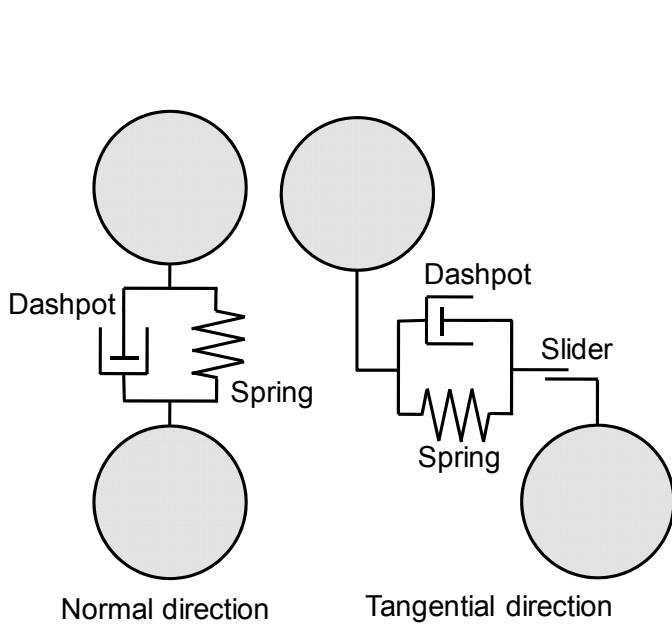 Dashpot
Spring
Normal direction
Dashpot
Slider
Spring
Tangential direction